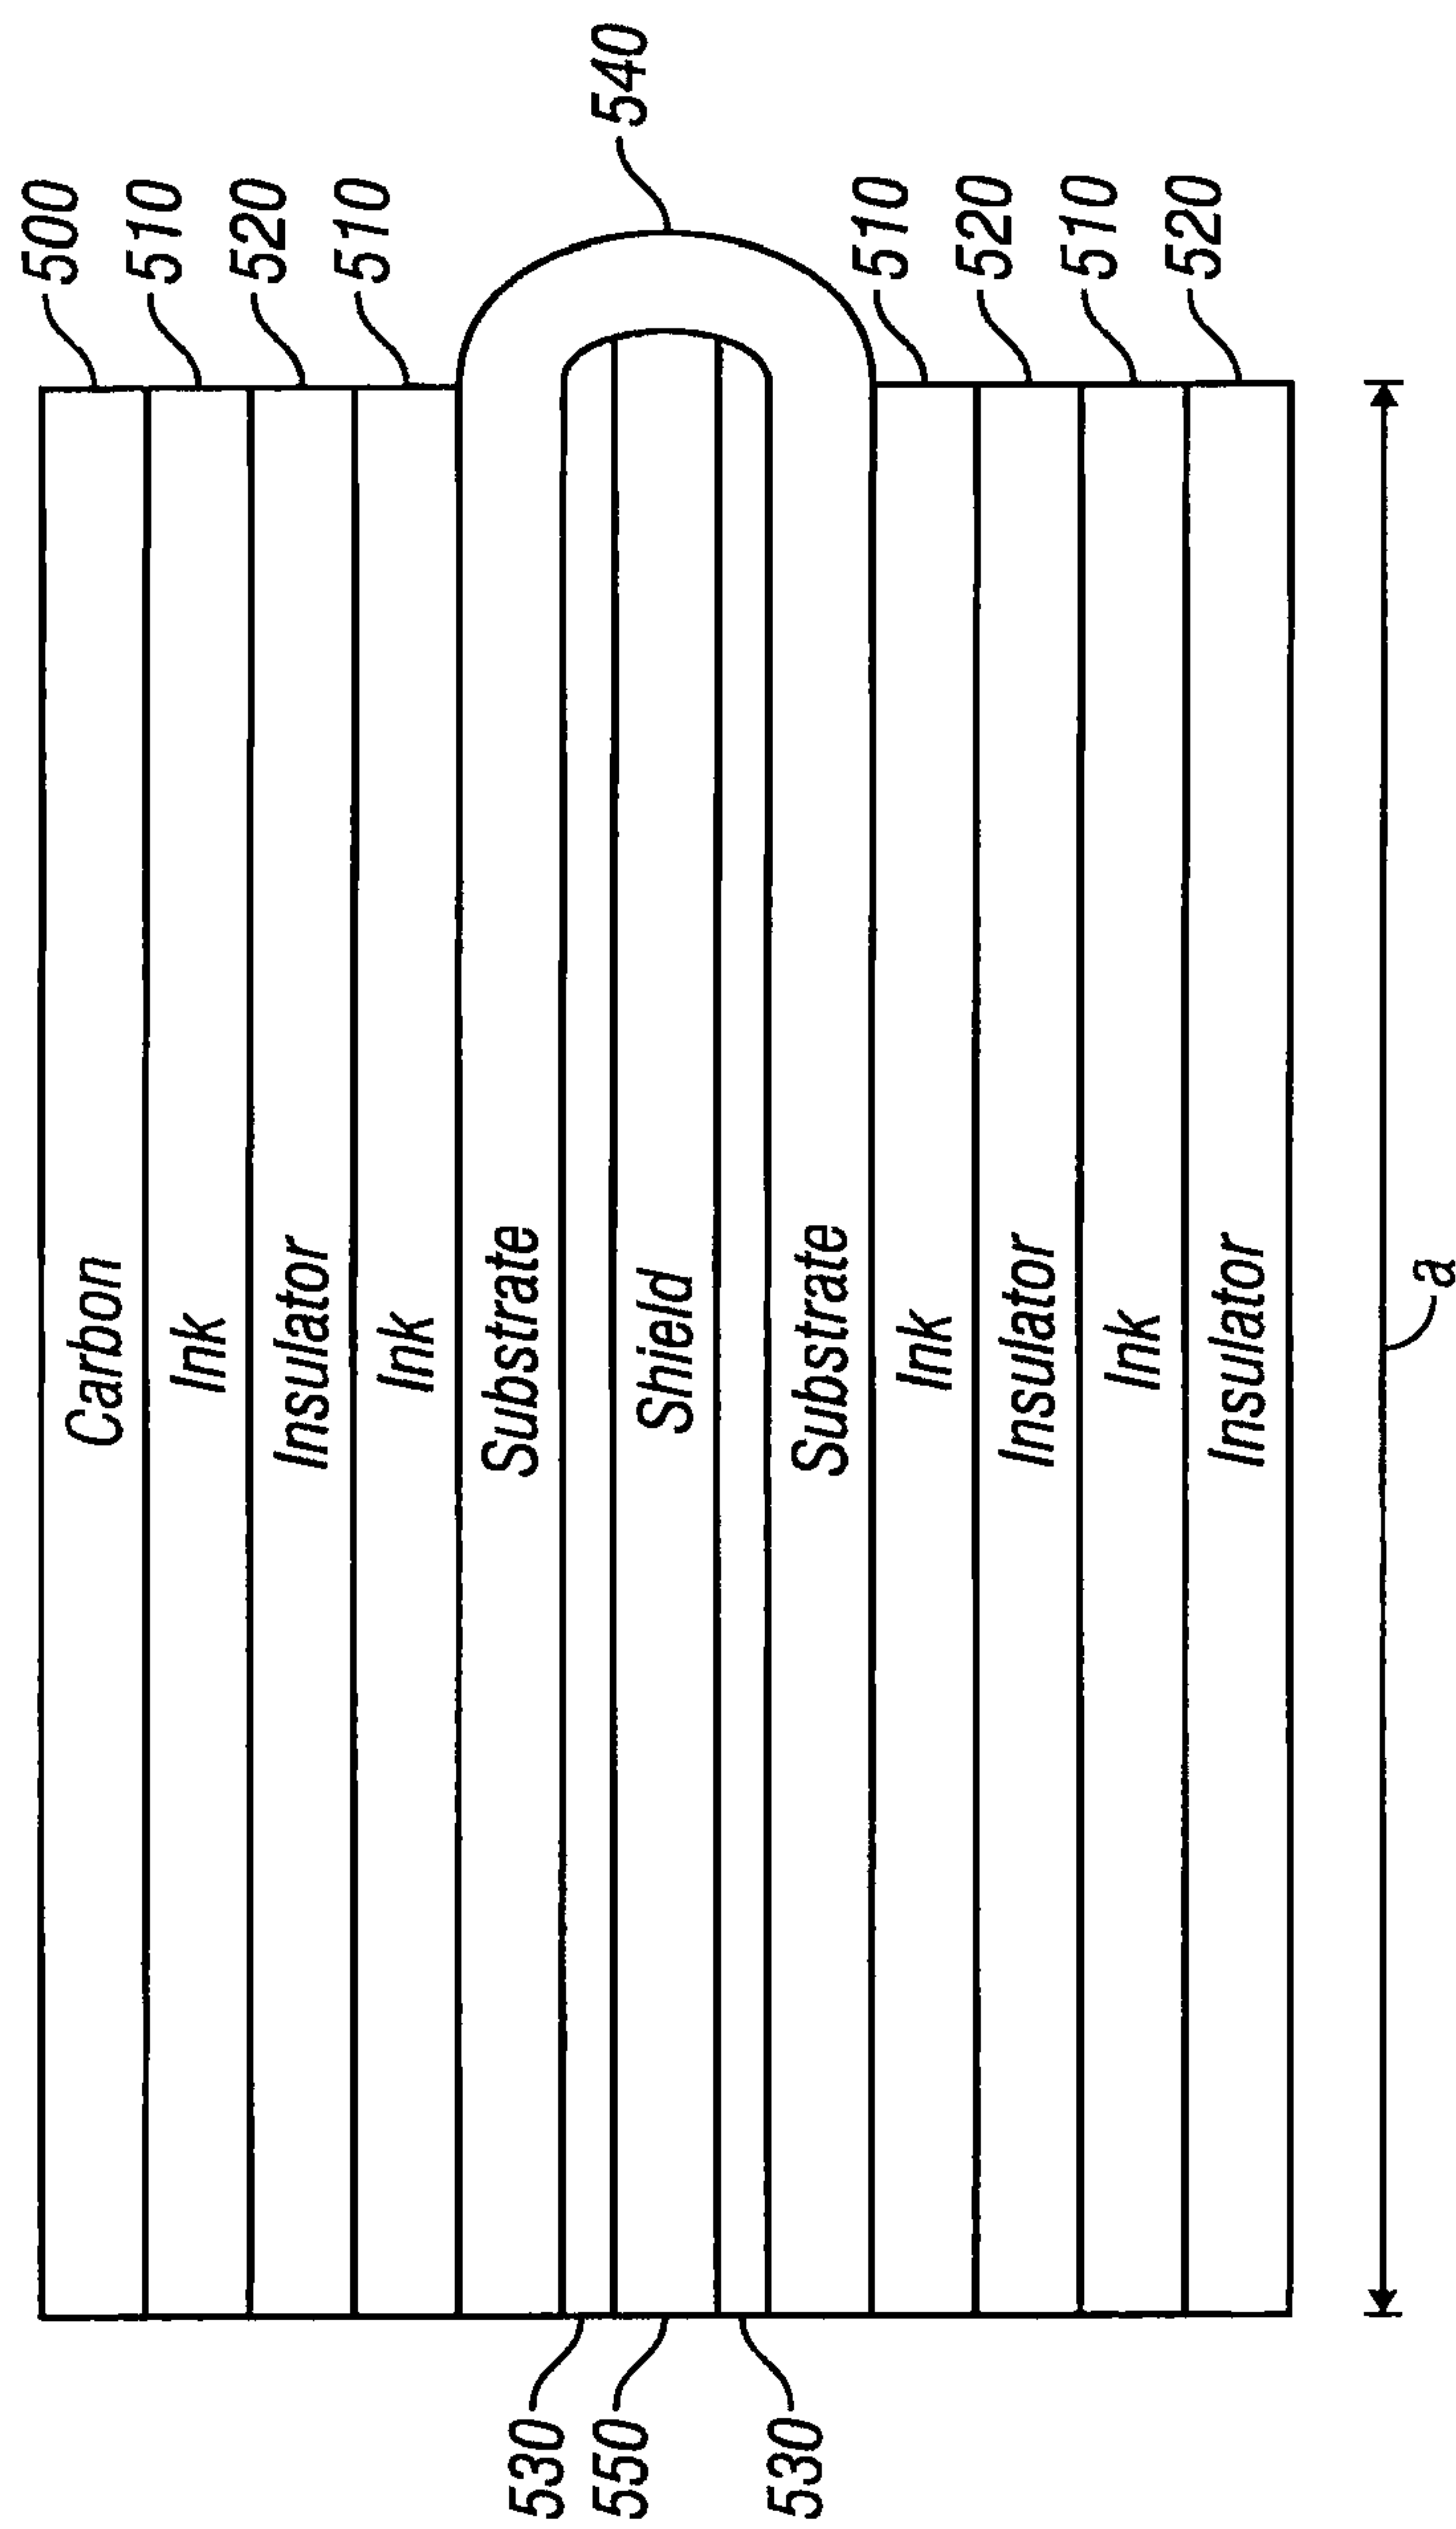 500
510
520
510
540
510
520
510
520
Carbon
Ink
Insulator
Ink
Substrate
Shield
Substrate
Ink
Insulator
Ink
Insulator
a
530
550
530